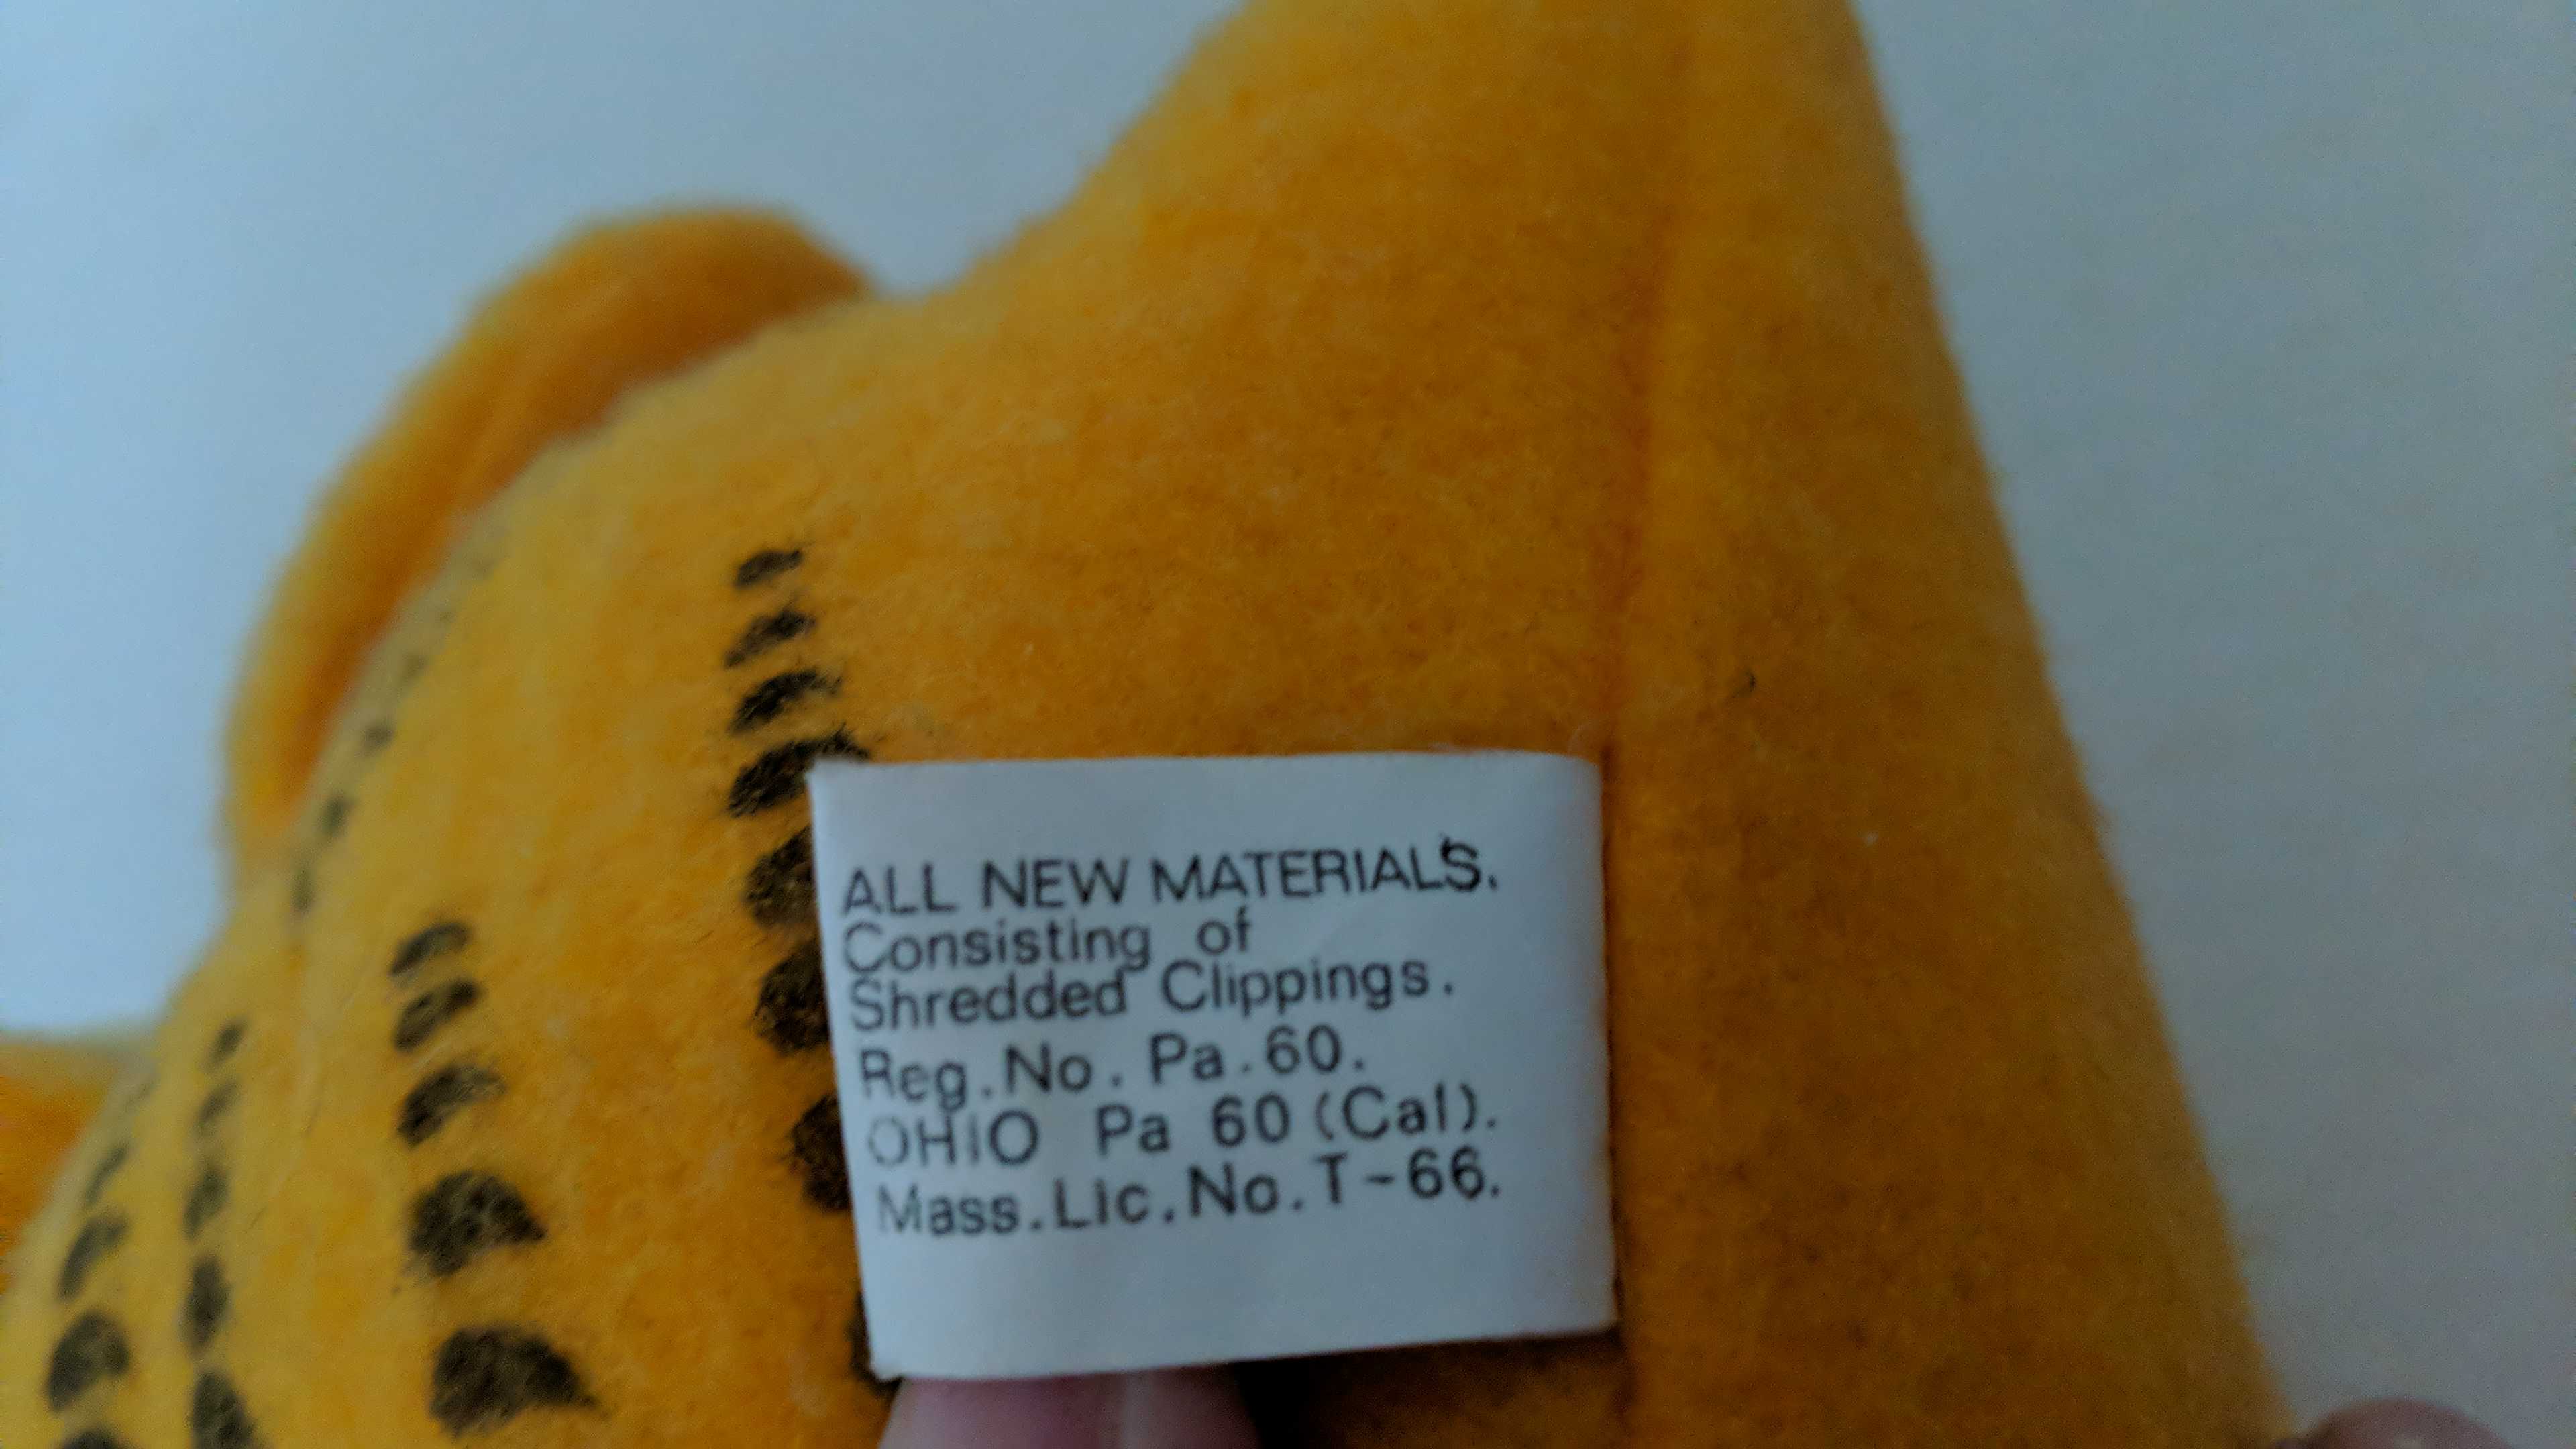 ALL NEW MATERIALS.
Consisting of
Shredded Clippings.
Reg.No. Pa.60.
OHIO Pa 60 (Cal).
Mass.Lic.No.T-66.